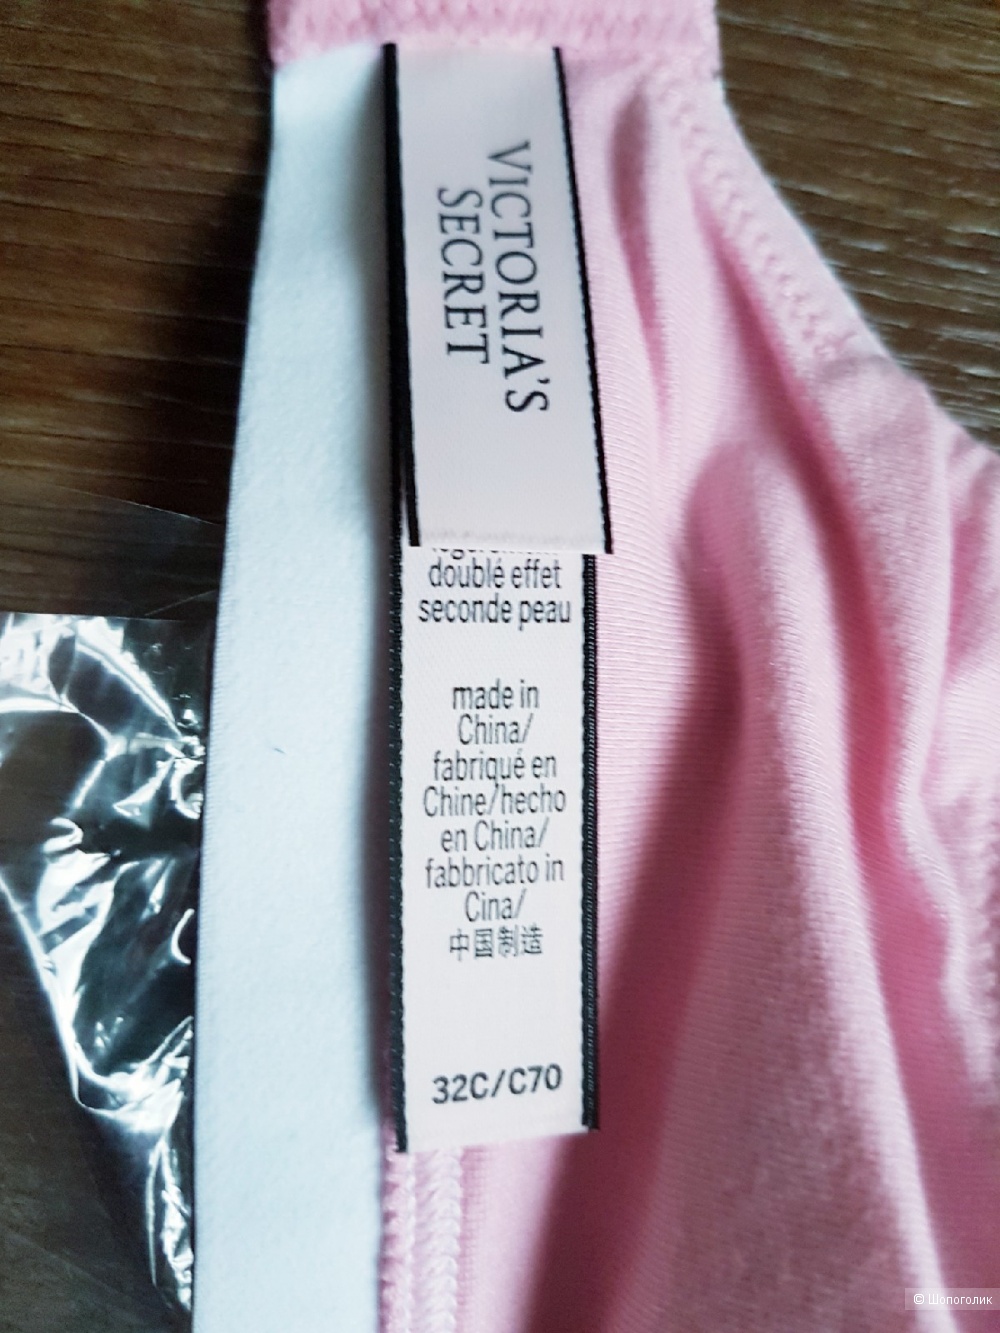 VICTORIA'S
SECRET
doublé effet
seconde peau
made in
China/
fabriqué en
Chine/hecho
en China/
fabbricato in
Cina/
中国制造
32C/C70
© Шопоголик